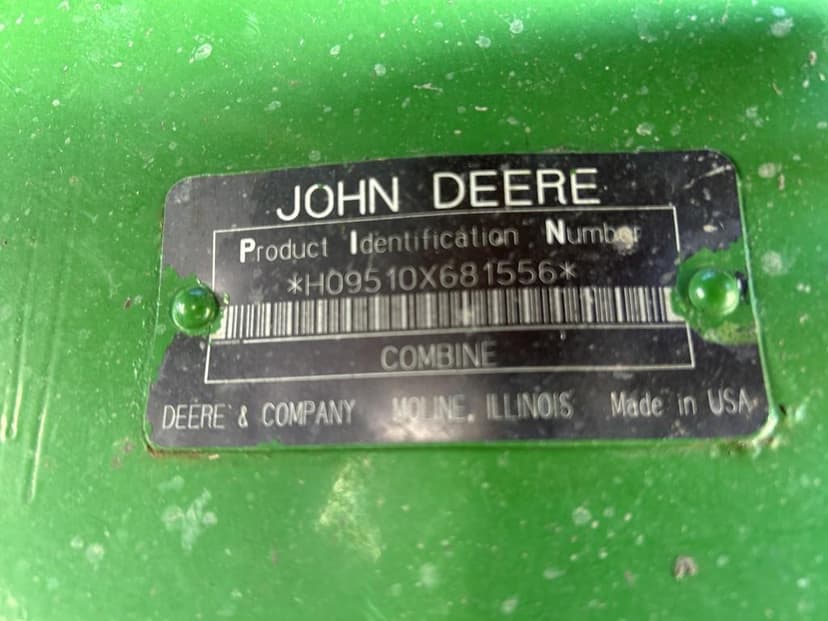 JOHN DEERE
Product Identification Number
*H09510X681556*
COMBINE
DEERE & COMPANY MOLINE, ILLINOIS Made in USA